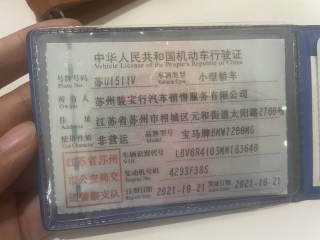 中华人民共和国机动车行驶证
Vehicle License of the People's Republic of China
号牌号码 苏U1511V 车辆类型 小型轿车
Plate No. Vehicle Type
所有人 苏州骏宝行汽车销售服务有限公司
Owner
住址 江苏省苏州市相城区元和街道太阳路2700号
Address
使用性质 非营运 品牌型号 宝马牌BMW7200MG
Use Character Model
江苏省苏州
市公安局交
通警察支队
车辆识别代号 LBV6R4103MM183648
VIN
发动机号码 4293F385
Engine No.
注册日期 2021-10-21 发证日期 2021-10-21
Register Date Issue Date